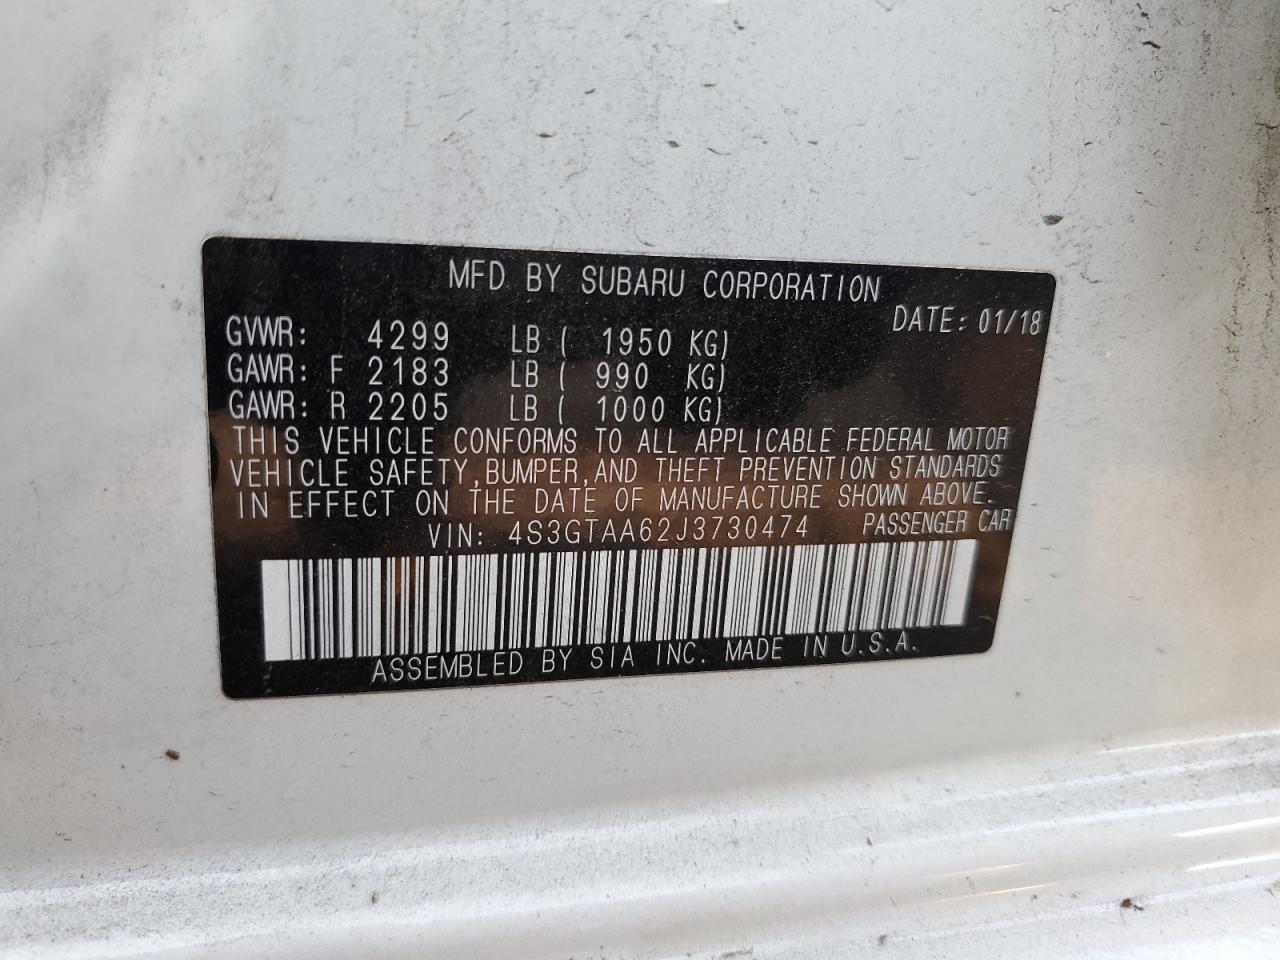 MFD BY SUBARU CORPORATION
DATE: 01/18
GVWR: 4299 LB ( 1950 KG)
GAWR: F 2183 LB ( 990 KG)
GAWR: R 2205 LB ( 1000 KG)
THIS VEHICLE CONFORMS TO ALL APPLICABLE FEDERAL MOTOR
VEHICLE SAFETY,BUMPER,AND THEFT PREVENTION STANDARDS
IN EFFECT ON THE DATE OF MANUFACTURE SHOWN ABOVE.
VIN: 4S3GTAA62J3730474 PASSENGER CAR
ASSEMBLED BY SIA INC. MADE IN U.S.A.